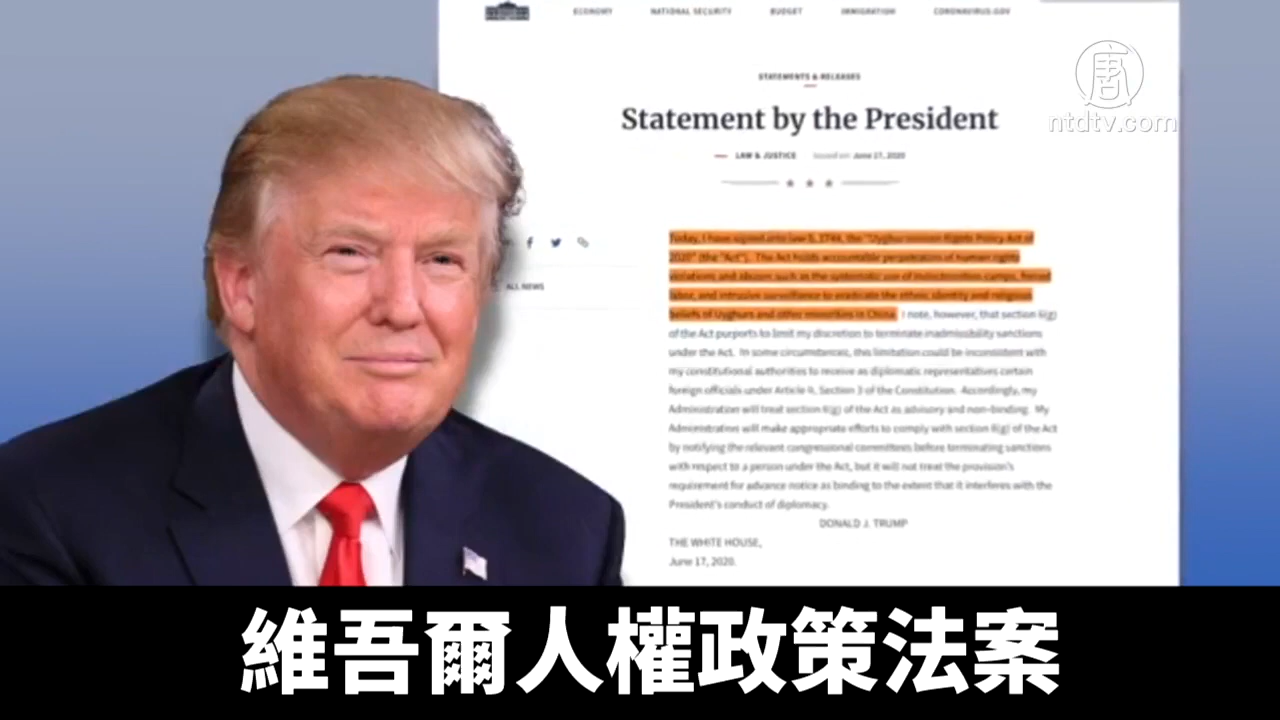 ECONOMY NATIONAL SECURITY BUDGET IMMIGRATION CORONAVIRUS.GOV
唐
ntdtv.com
STATEMENTS & RELEASES
Statement by the President
LAW & JUSTICE Issued on: June 17, 2020
ALL NEWS
Today, I have signed into law S. 3744, the "Uyghur Human Rights Policy Act of
2020" (the "Act"). The Act holds accountable perpetrators of human rights
violations and abuses such as the systematic use of indoctrination camps, forced
labor, and intrusive surveillance to eradicate the ethnic identity and religious
beliefs of Uyghurs and other minorities in China. I note, however, that section 6(g)
of the Act purports to limit my discretion to terminate inadmissibility sanctions
under the Act. In some circumstances, this limitation could be inconsistent with
my constitutional authorities to receive as diplomatic representatives certain
foreign officials under Article II, Section 3 of the Constitution. Accordingly, my
Administration will treat section 6(g) of the Act as advisory and non-binding. My
Administration will make appropriate efforts to comply with section 6(g) of the Act
by notifying the relevant congressional committees before terminating sanctions
with respect to a person under the Act, but it will not treat the provision's
requirement for advance notice as binding to the extent that it interferes with the
President's conduct of diplomacy.
DONALD J. TRUMP
THE WHITE HOUSE,
June 17, 2020.
維吾爾人權政策法案